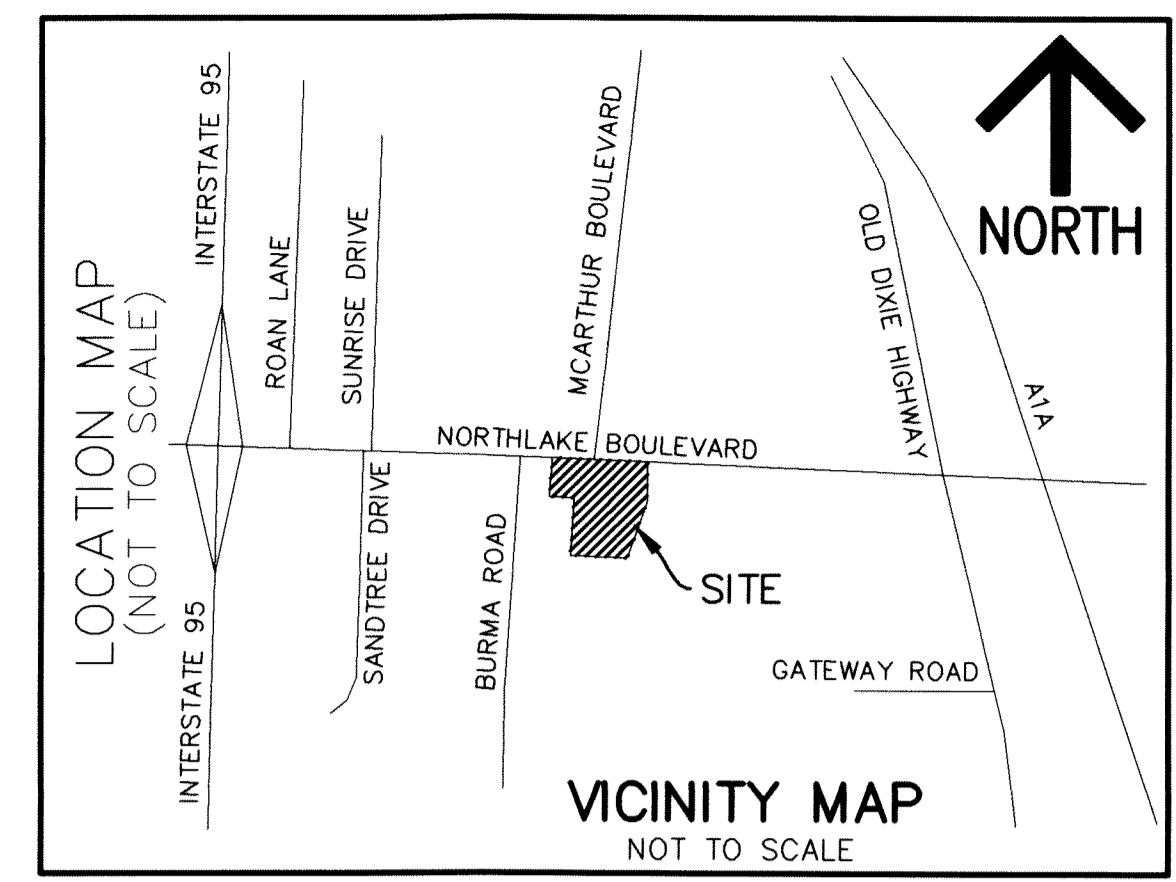 LOCATION MAP
(NOT TO SCALE)
INTERSTATE 95
ROAN LANE
SUNRISE DRIVE
MCARTHUR BOULEVARD
OLD DIXIE HIGHWAY
A1A
NORTH
NORTHLAKE BOULEVARD
INTERSTATE 95
SANDTREE DRIVE
BURMA ROAD
SITE
GATEWAY ROAD
VICINITY MAP
NOT TO SCALE